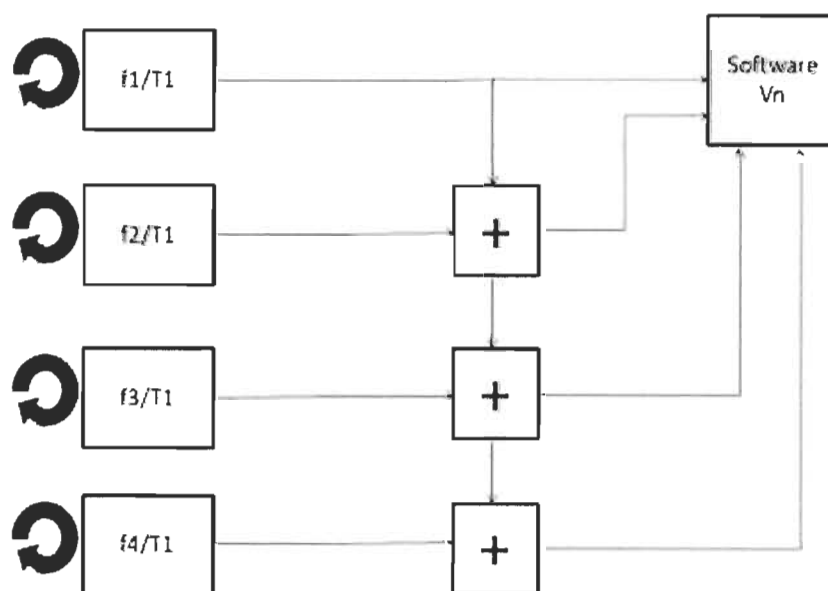 f1/T1
Software
Vn
f2/T1
+
f3/T1
+
f4/T1
+